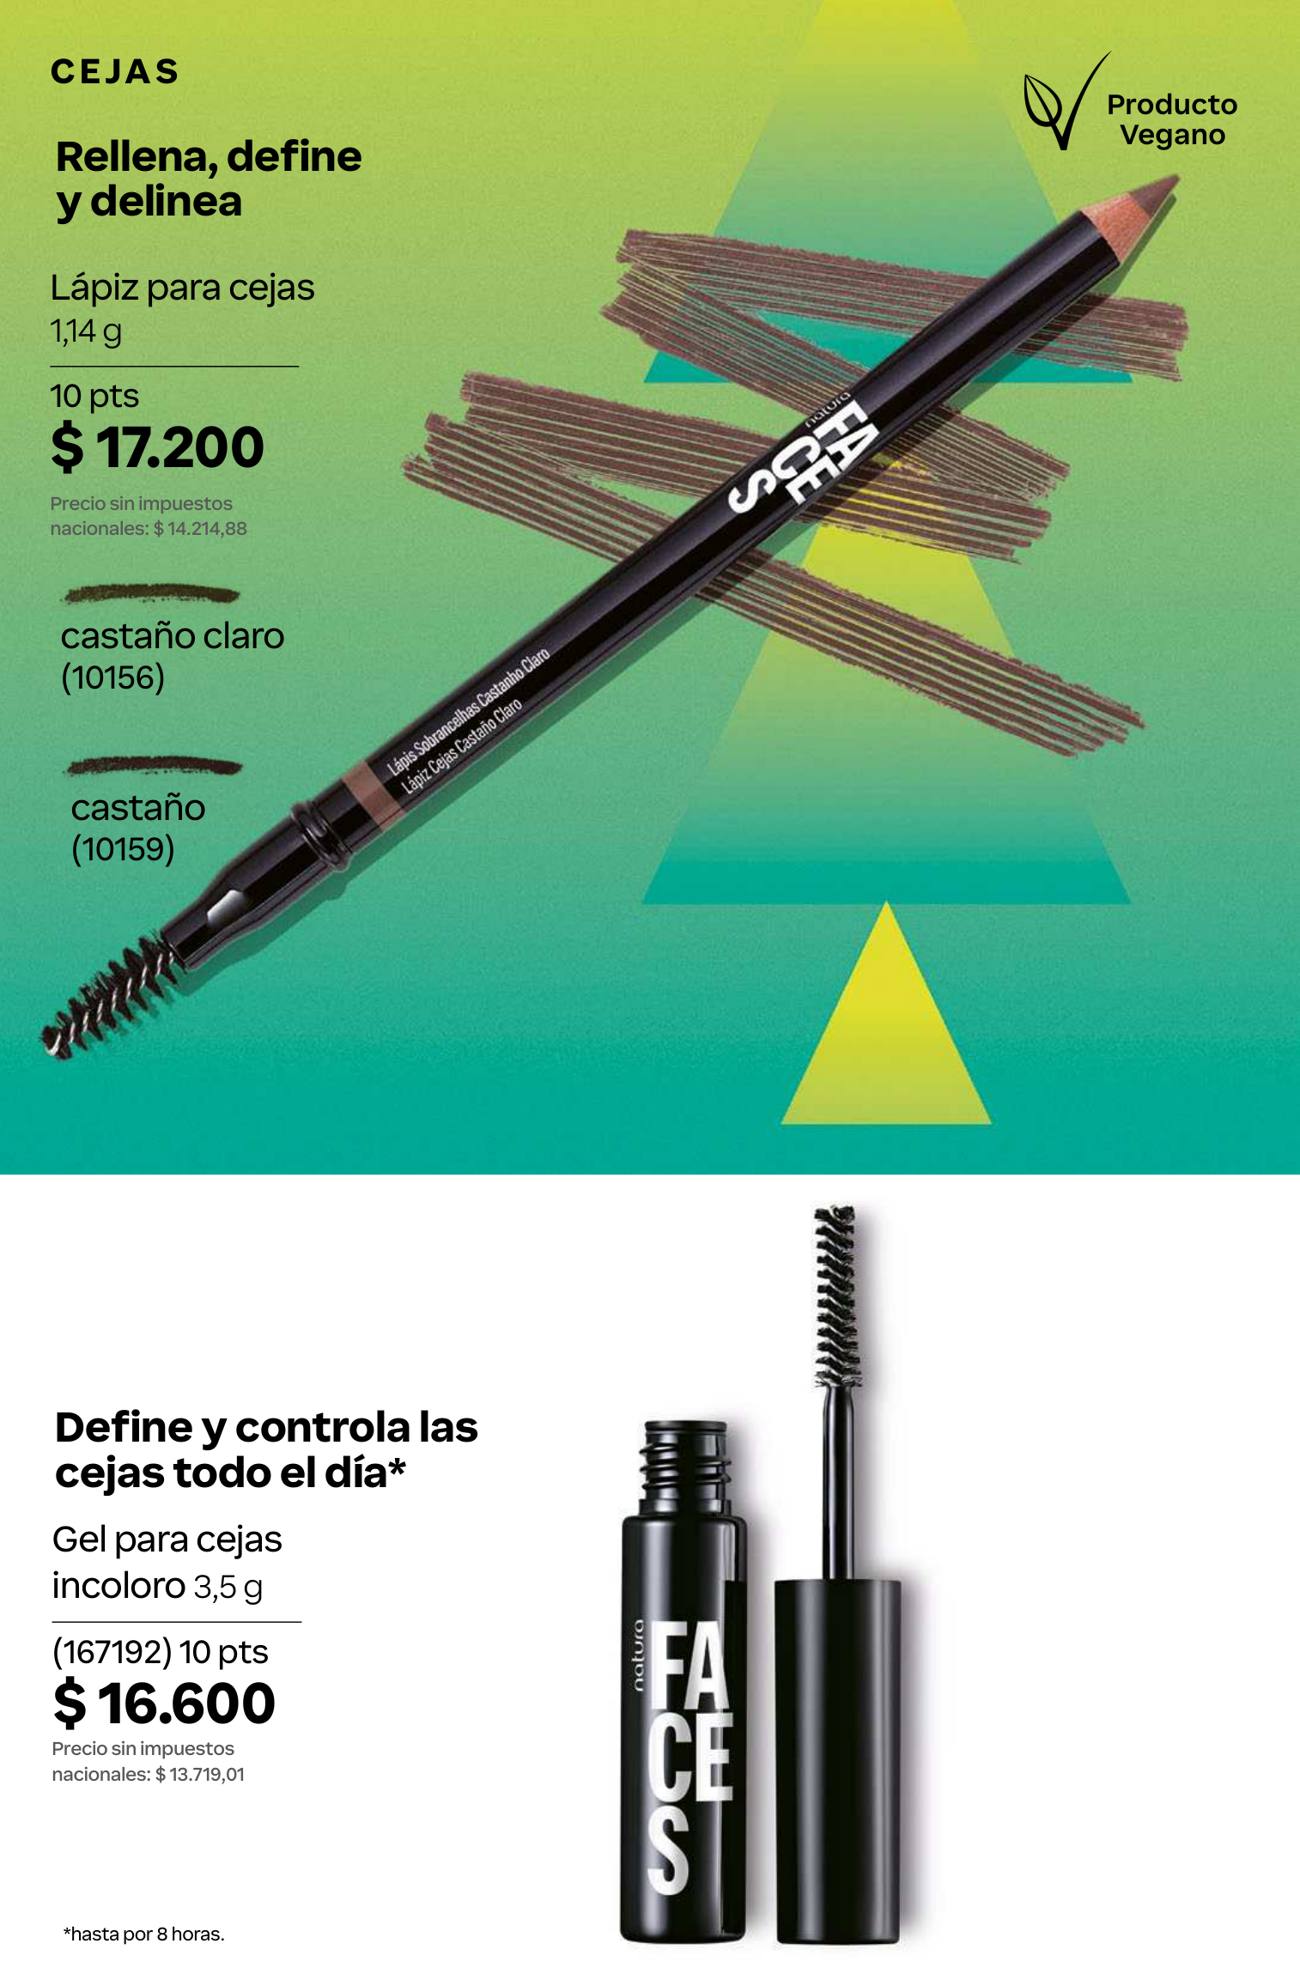 CEJAS
Producto
Vegano
Rellena, define
y delinea
Lápiz para cejas
1,14 g
10 pts
$ 17.200
Precio sin impuestos
nacionales: $ 14.214,88
castaño claro
(10156)
castaño
(10159)
natura
FA
CE
S
Lápis Sobrancelhas Castanho Claro
Lápiz Cejas Castaño Claro
Define y controla las
cejas todo el día*
Gel para cejas
incoloro 3,5 g
(167192) 10 pts
$ 16.600
Precio sin impuestos
nacionales: $ 13.719,01
natura
FA
CE
S
*hasta por 8 horas.